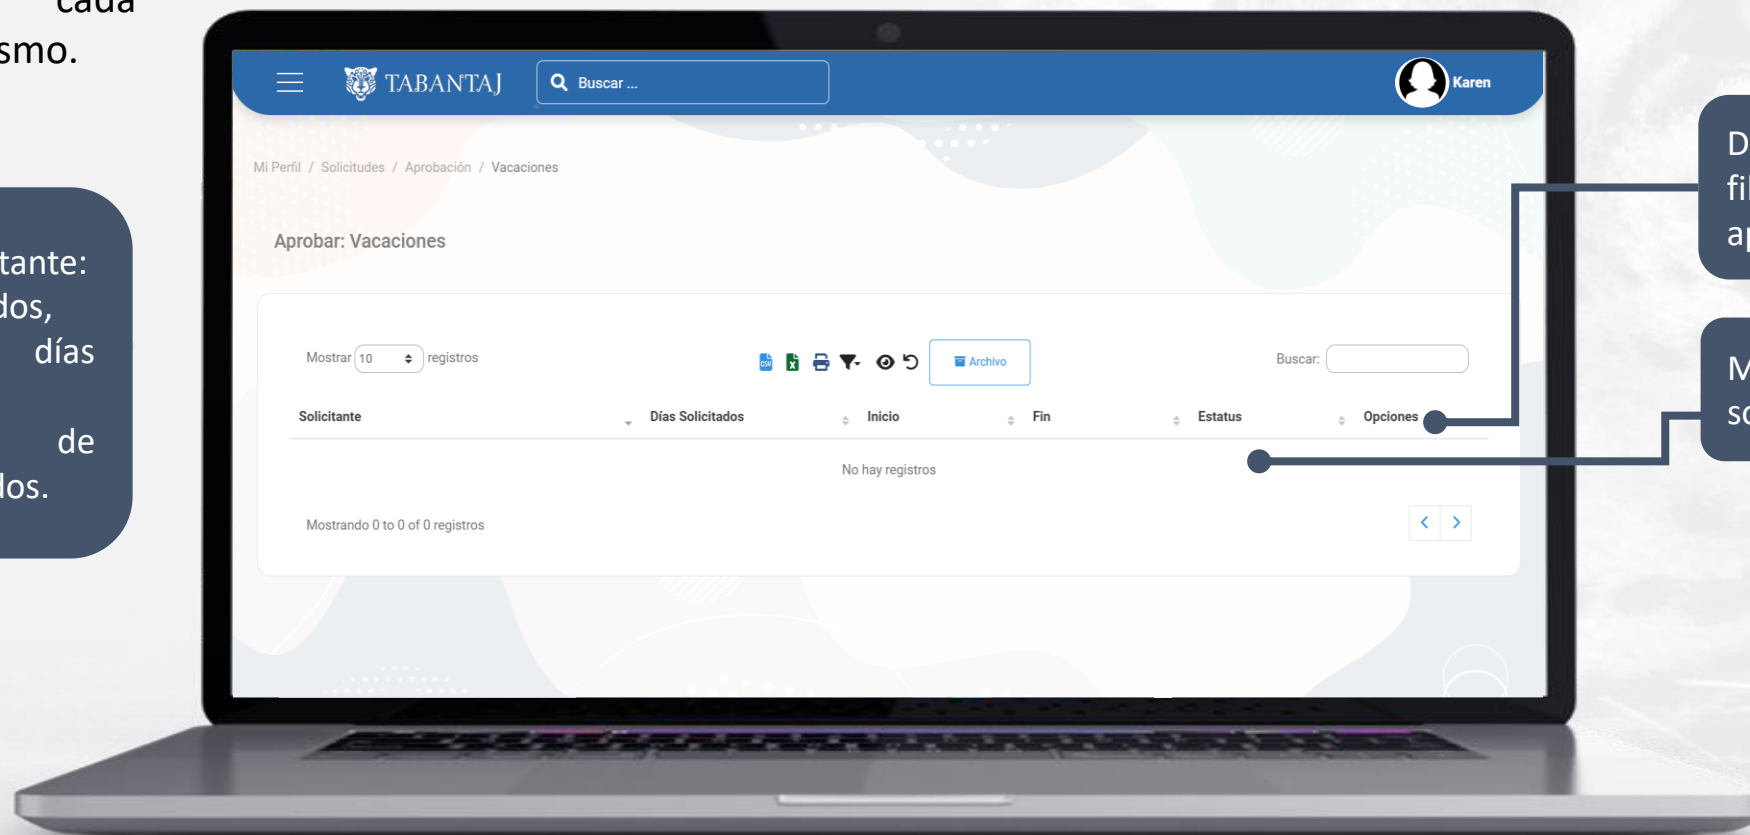 cada
smo.
tante:
dos,
días
de
dos.
TABANTAJ
Buscar ...
Karen
Mi Perfil / Solicitudes / Aprobación / Vacaciones
Aprobar: Vacaciones
Mostrar 10 registros
CSV
Archivo
Buscar:
Solicitante Días Solicitados Inicio Fin Estatus Opciones
No hay registros
Mostrando 0 to 0 of 0 registros
D
fil
ap
M
so